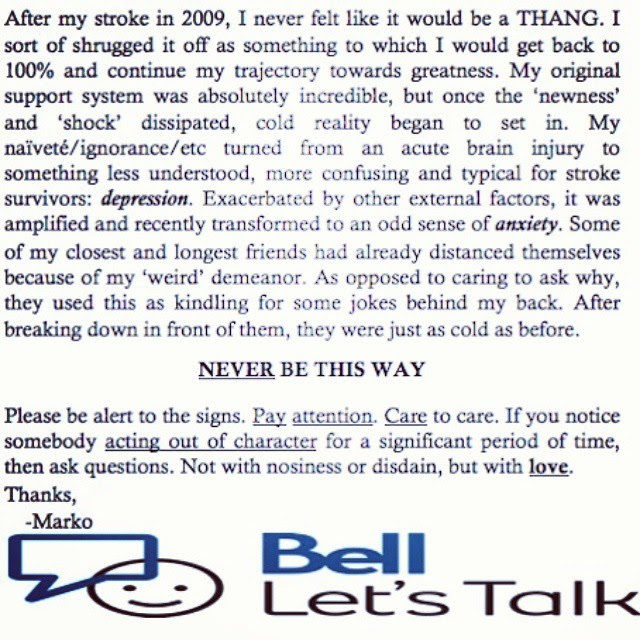 After my stroke in 2009, I never felt like it would be a THANG. I
sort of shrugged it off as something to which I would get back to
100% and continue my trajectory towards greatness. My original
support system was absolutely incredible, but once the ‘newness’
and ‘shock’ dissipated, cold reality began to set in. My
naïveté/ignorance/etc turned from an acute brain injury to
something less understood, more confusing and typical for stroke
survivors: depression. Exacerbated by other external factors, it was
amplified and recently transformed to an odd sense of anxiety. Some
of my closest and longest friends had already distanced themselves
because of my ‘weird’ demeanor. As opposed to caring to ask why,
they used this as kindling for some jokes behind my back. After
breaking down in front of them, they were just as cold as before.
NEVER BE THIS WAY
Please be alert to the signs. Pay attention. Care to care. If you notice
somebody acting out of character for a significant period of time,
then ask questions. Not with nosiness or disdain, but with love.
Thanks,
-Marko
Bell
Let's Talk